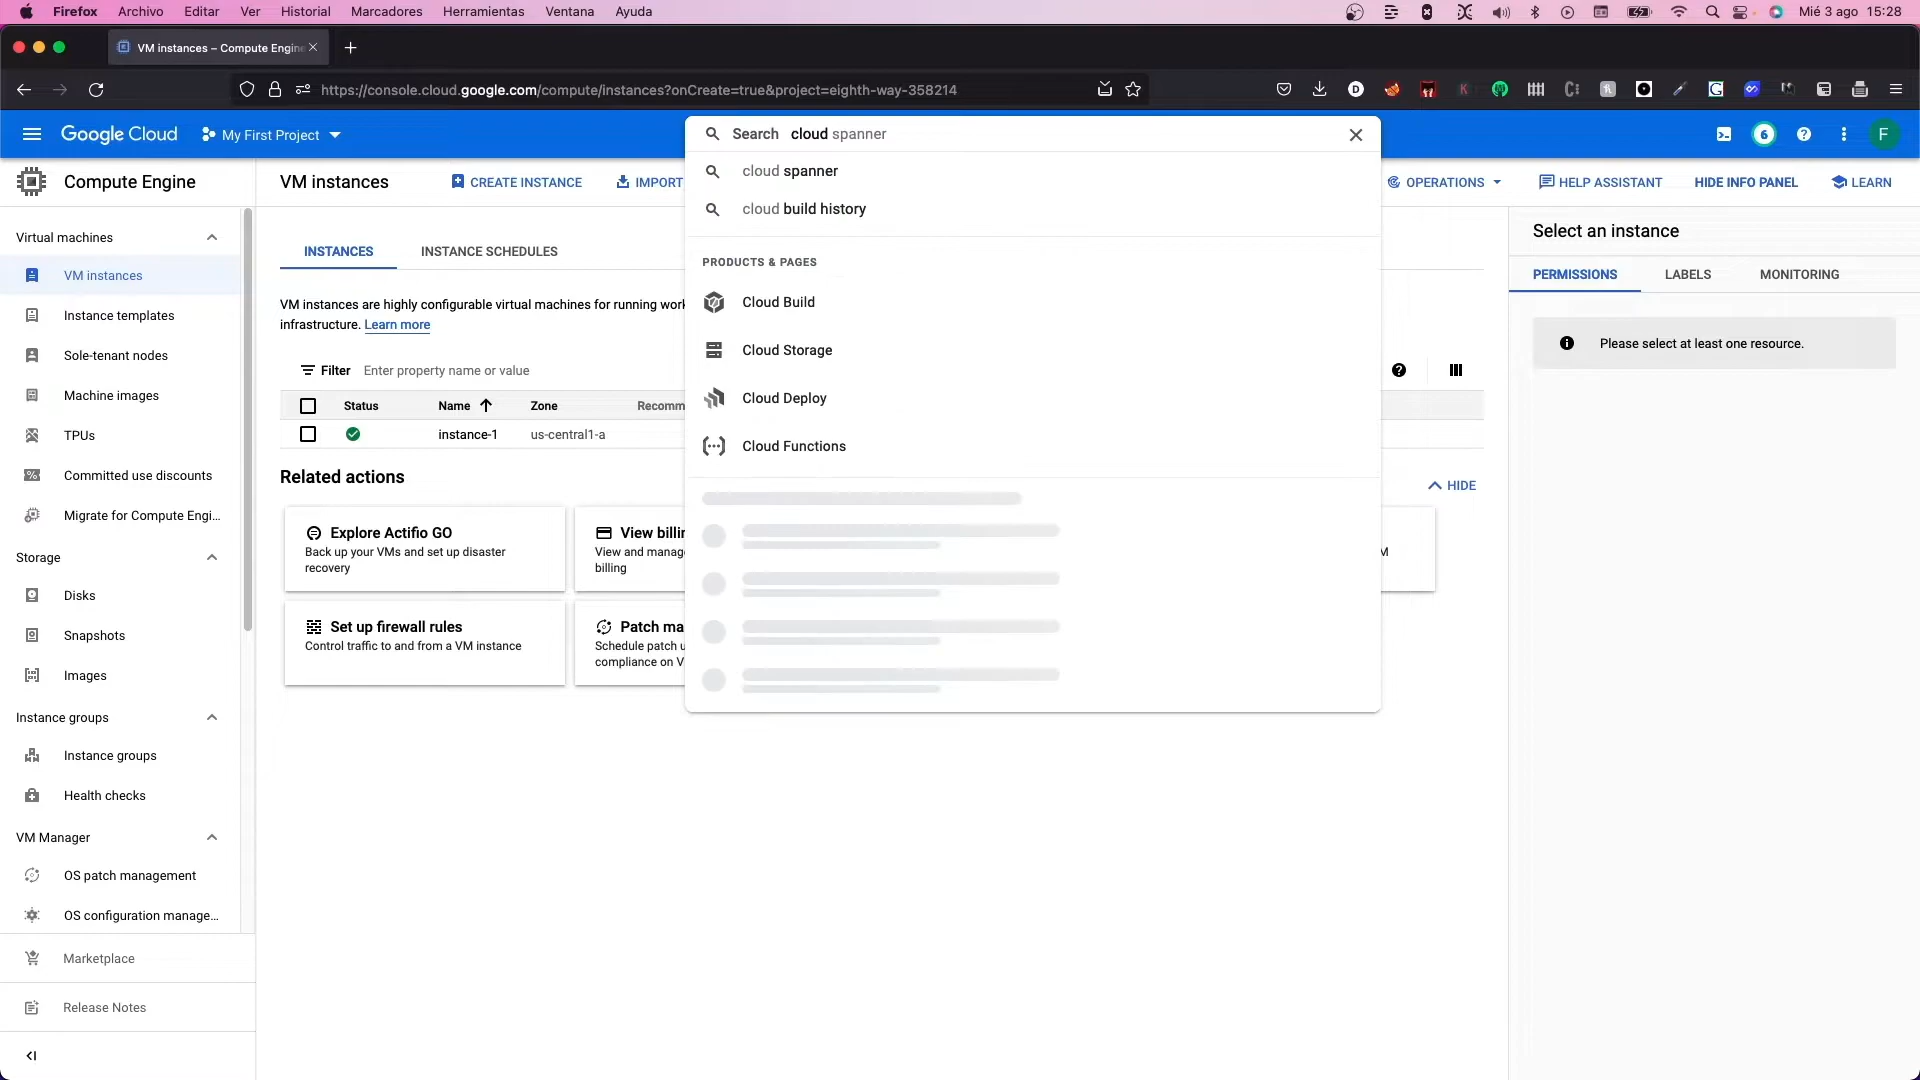 Firefox Archivo Editar Ver Historial Marcadores Herramientas Ventana Ayuda Mié 3 ago 15:28
VM instances – Compute Engine
https://console.cloud.google.com/compute/instances?onCreate=true&project=eighth-way-358214
Google Cloud My First Project Search cloud spanner 6 F
cloud spanner
cloud build history
PRODUCTS & PAGES
Cloud Build
Cloud Storage
Cloud Deploy
Cloud Functions
Compute Engine
Virtual machines
VM instances
Instance templates
Sole-tenant nodes
Machine images
TPUs
Committed use discounts
Migrate for Compute Engi...
Storage
Disks
Snapshots
Images
Instance groups
Instance groups
Health checks
VM Manager
OS patch management
OS configuration manage...
Marketplace
Release Notes
VM instances CREATE INSTANCE IMPORT OPERATIONS HELP ASSISTANT HIDE INFO PANEL LEARN
INSTANCES INSTANCE SCHEDULES
VM instances are highly configurable virtual machines for running work
infrastructure. Learn more
Filter Enter property name or value
Status Name Zone Recomm
instance-1 us-central1-a
Related actions
HIDE
Explore Actifio GO
Back up your VMs and set up disaster
recovery
View billin
View and manage
billing
M
Set up firewall rules
Control traffic to and from a VM instance
Patch ma
Schedule patch u
compliance on V
Select an instance
PERMISSIONS LABELS MONITORING
Please select at least one resource.